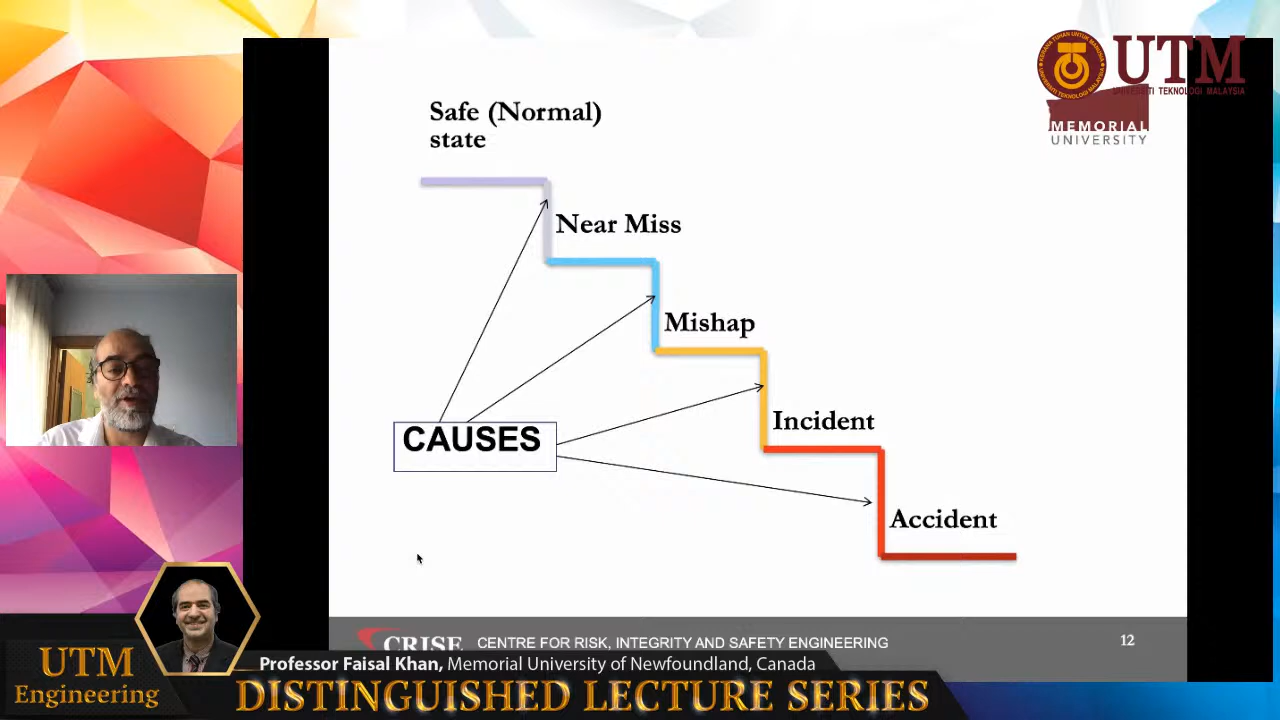 UTM
UNIVERSITI TEKNOLOGI MALAYSIA
MEMORIAL
UNIVERSITY
Safe (Normal)
state
Near Miss
Mishap
CAUSES
Incident
Accident
CRISE CENTRE FOR RISK, INTEGRITY AND SAFETY ENGINEERING
12
Professor Faisal Khan, Memorial University of Newfoundland, Canada
UTM
Engineering
DISTINGUISHED LECTURE SERIES